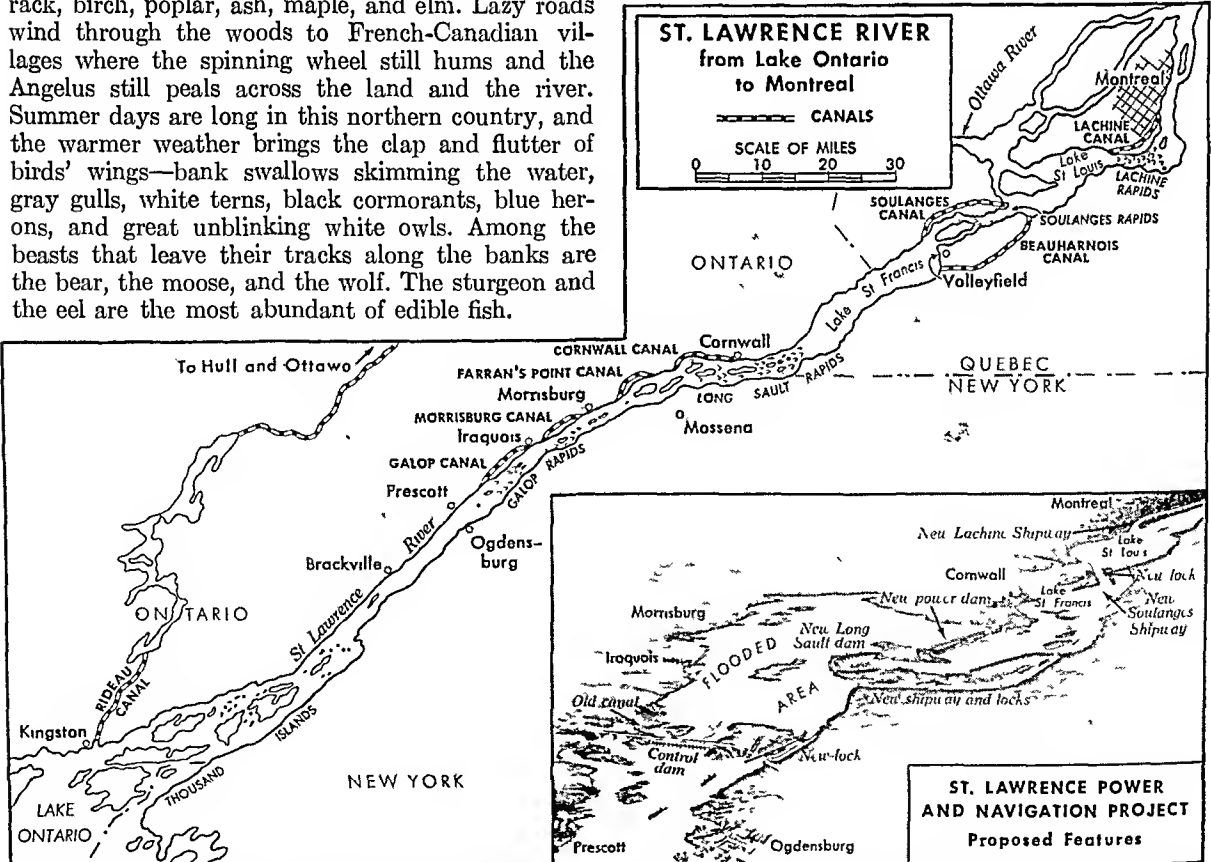 rack, birch, poplar, ash, maple, and elm. Lazy roads
wind through the woods to French-Canadian vil-
lages where the spinning wheel still hums and the
Angelus still peals across the land and the river.
Summer days are long in this northern country, and
the warmer weather brings the clap and flutter of
birds' wings—bank swallows skimming the water,
gray gulls, white terns, black cormorants, blue her-
ons, and great unblinking white owls. Among the
beasts that leave their tracks along the banks are
the bear, the moose, and the wolf. The sturgeon and
the eel are the most abundant of edible fish.
ST. LAWRENCE RIVER
from Lake Ontario
to Montreal
CANALS
SCALE OF MILES
0 10 20 30
Ottawa River
Montreal
LACHINE
CANAL
Lake
St Louis
LACHINE
RAPIDS
SOULANGES
CANAL
SOULANGES RAPIDS
BEAUHARNOIS
CANAL
ONTARIO
Lake St Francis
Valleyfield
CORNWALL CANAL
Cornwall
To Hull and Ottawa
FARRAN'S POINT CANAL
LONG SAULT RAPIDS
QUEBEC
NEW YORK
Morrisburg
MORRISBURG CANAL
Massena
Iraquois
GALOP CANAL
GALOP RAPIDS
Prescott
Ogdens-
burg
Brackville
St Lawrence River
ONTARIO
RIDEAU
CANAL
Kingston
THOUSAND ISLANDS
NEW YORK
LAKE
ONTARIO
Montreal
New Lachine Shipway
Lake
St Louis
Cornwall
New lock
New power dam
Lake
St Francis
New
Soulanges
Shipway
Morrisburg
New Long
Sault dam
Iraquois
FLOODED
AREA
Old canal
New shipway and locks
Control
dam
New lock
Prescott
Ogdensburg
ST. LAWRENCE POWER
AND NAVIGATION PROJECT
Proposed Features